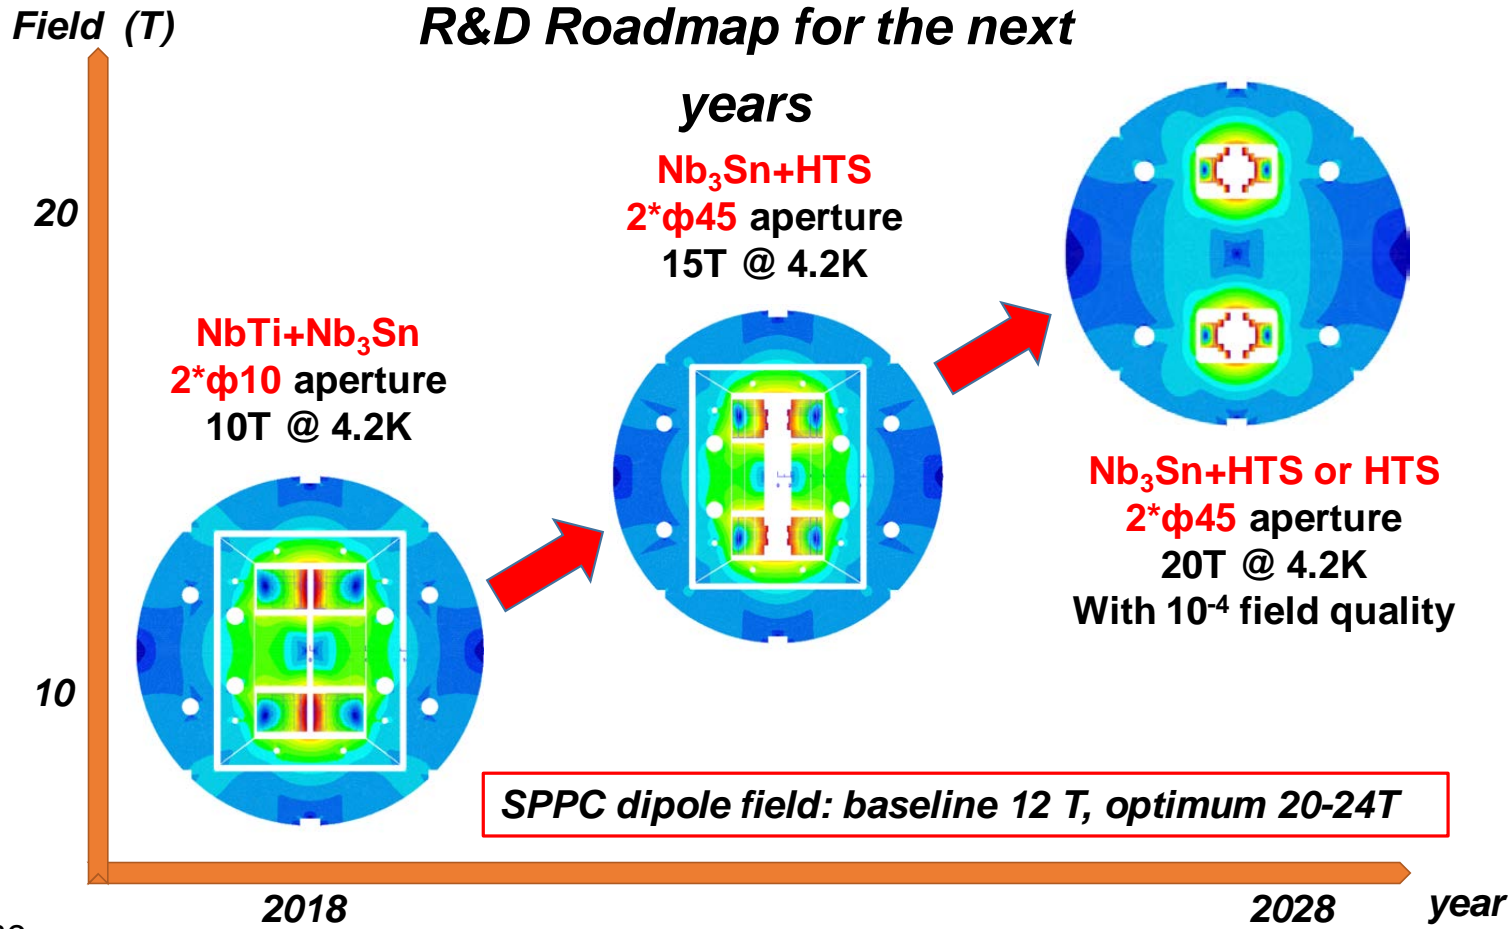 Field (T)
R&D Roadmap for the next
years
20
10
NbTi+Nb₃Sn
2*ф10 aperture
10T @ 4.2K
Nb₃Sn+HTS
2*ф45 aperture
15T @ 4.2K
Nb₃Sn+HTS or HTS
2*ф45 aperture
20T @ 4.2K
With 10⁻⁴ field quality
SPPC dipole field: baseline 12 T, optimum 20-24T
2018
2028
year